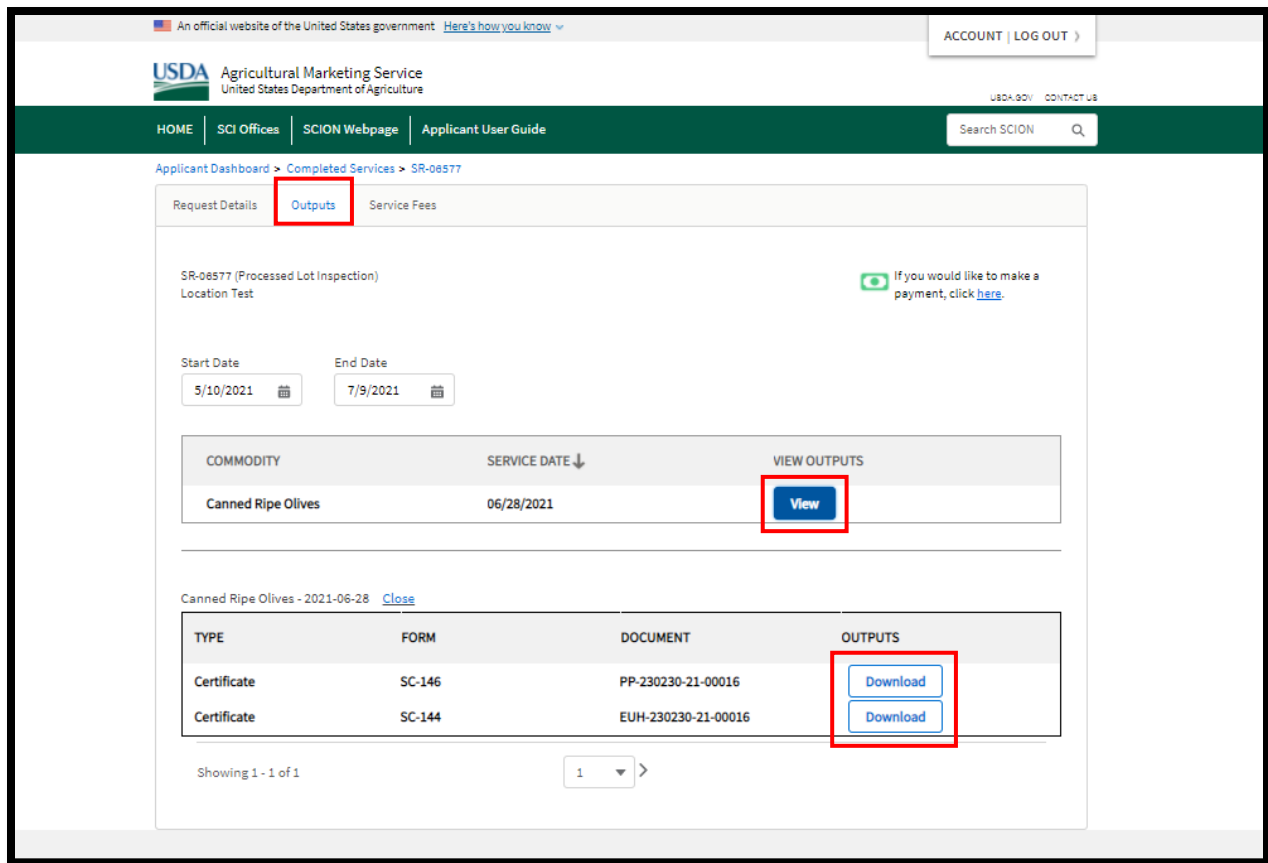 An official website of the United States government Here's how you know
ACCOUNT | LOG OUT
USDA Agricultural Marketing Service
United States Department of Agriculture
USDA.GOV CONTACT US
HOME SCI Offices SCION Webpage Applicant User Guide Search SCION
Applicant Dashboard > Completed Services > SR-06577
Request Details Outputs Service Fees
SR-06577 (Processed Lot Inspection)
Location Test
If you would like to make a
payment, click here.
Start Date End Date
5/10/2021 7/9/2021
COMMODITY SERVICE DATE VIEW OUTPUTS
Canned Ripe Olives 06/28/2021 View
Canned Ripe Olives - 2021-06-28 Close
TYPE FORM DOCUMENT OUTPUTS
Certificate SC-146 PP-230230-21-00016 Download
Certificate SC-144 EUH-230230-21-00016 Download
Showing 1 - 1 of 1 1